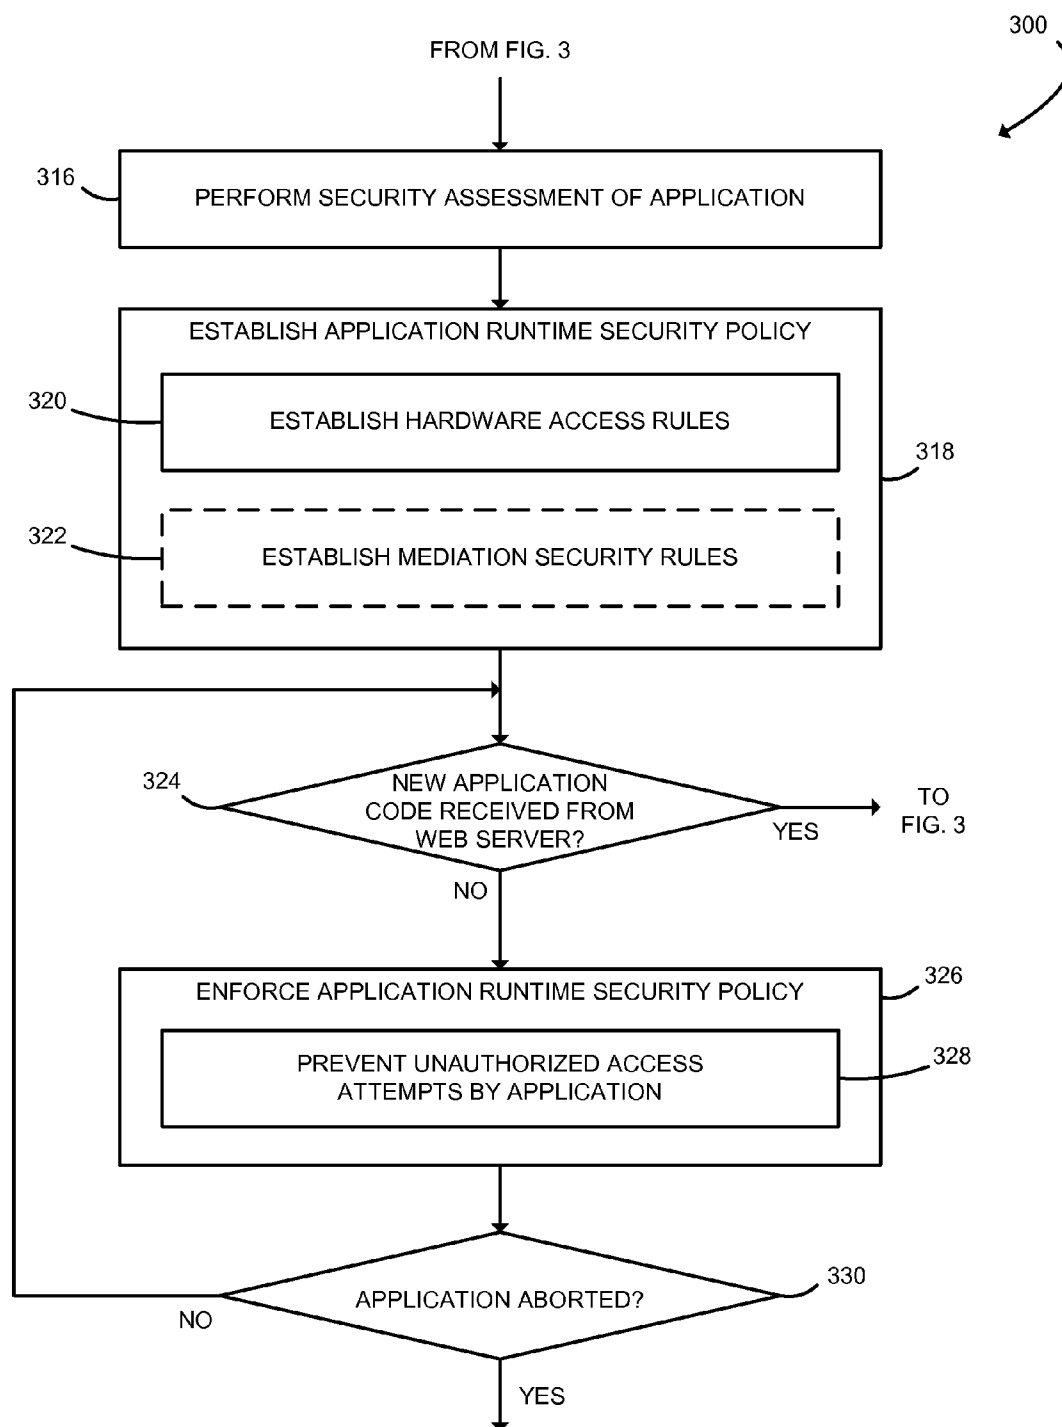 300
FROM FIG. 3
316
PERFORM SECURITY ASSESSMENT OF APPLICATION
ESTABLISH APPLICATION RUNTIME SECURITY POLICY
320
ESTABLISH HARDWARE ACCESS RULES
318
322
ESTABLISH MEDIATION SECURITY RULES
324
NEW APPLICATION
CODE RECEIVED FROM
WEB SERVER?
YES
TO
FIG. 3
NO
ENFORCE APPLICATION RUNTIME SECURITY POLICY
326
PREVENT UNAUTHORIZED ACCESS
ATTEMPTS BY APPLICATION
328
APPLICATION ABORTED?
330
NO
YES